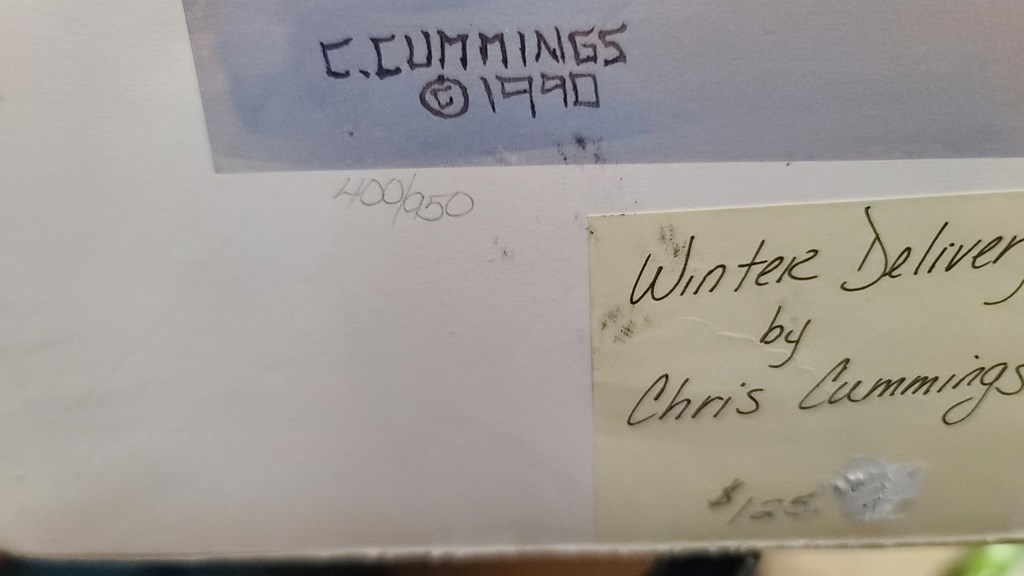 C.CUMMINGS
© 1990
400/950
Winter Deliver
by
Chris Cummings
$125.